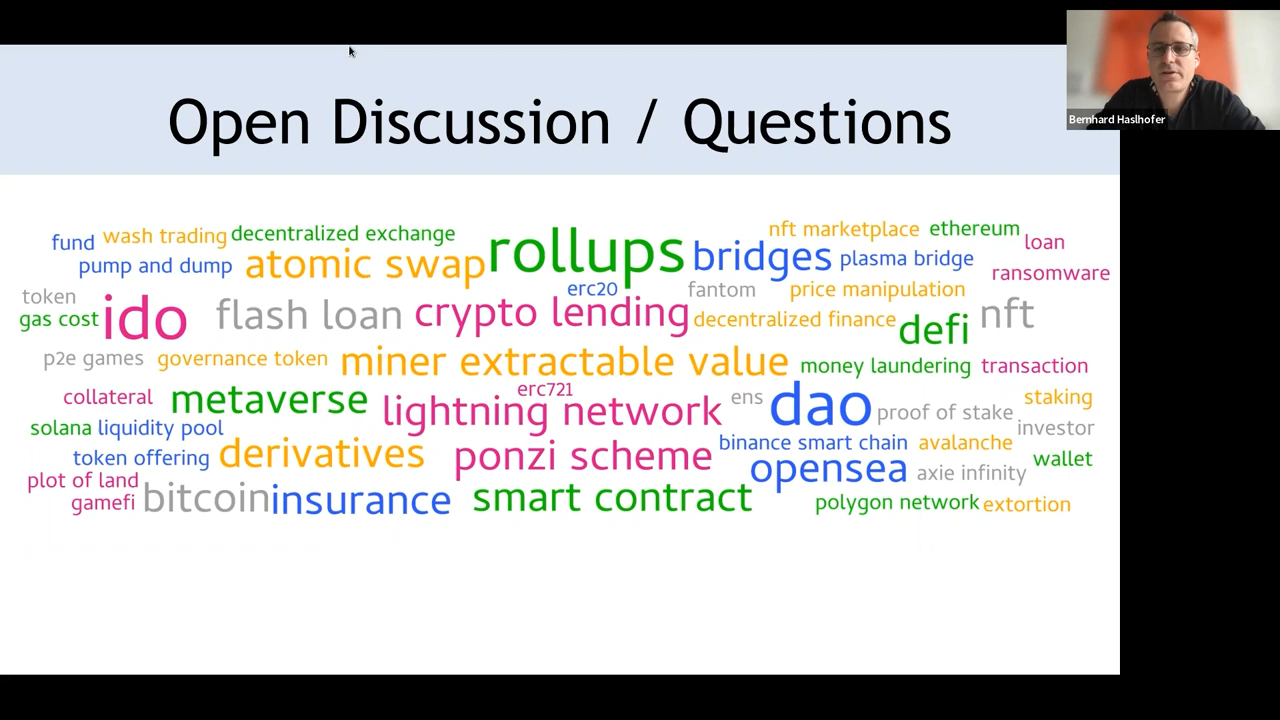 Open Discussion / Questions
Bernhard Haslhofer
fund wash trading decentralized exchange rollups nft marketplace ethereum loan
pump and dump atomic swap bridges plasma bridge ransomware
token erc20 fantom price manipulation
gas cost ido flash loan crypto lending decentralized finance defi nft
p2e games governance token miner extractable value money laundering transaction
collateral metaverse erc721 ens dao staking
lightning network proof of stake investor
solana liquidity pool binance smart chain avalanche
token offering derivatives ponzi scheme opensea axie infinity wallet
plot of land
gamefi bitcoin insurance smart contract polygon network extortion